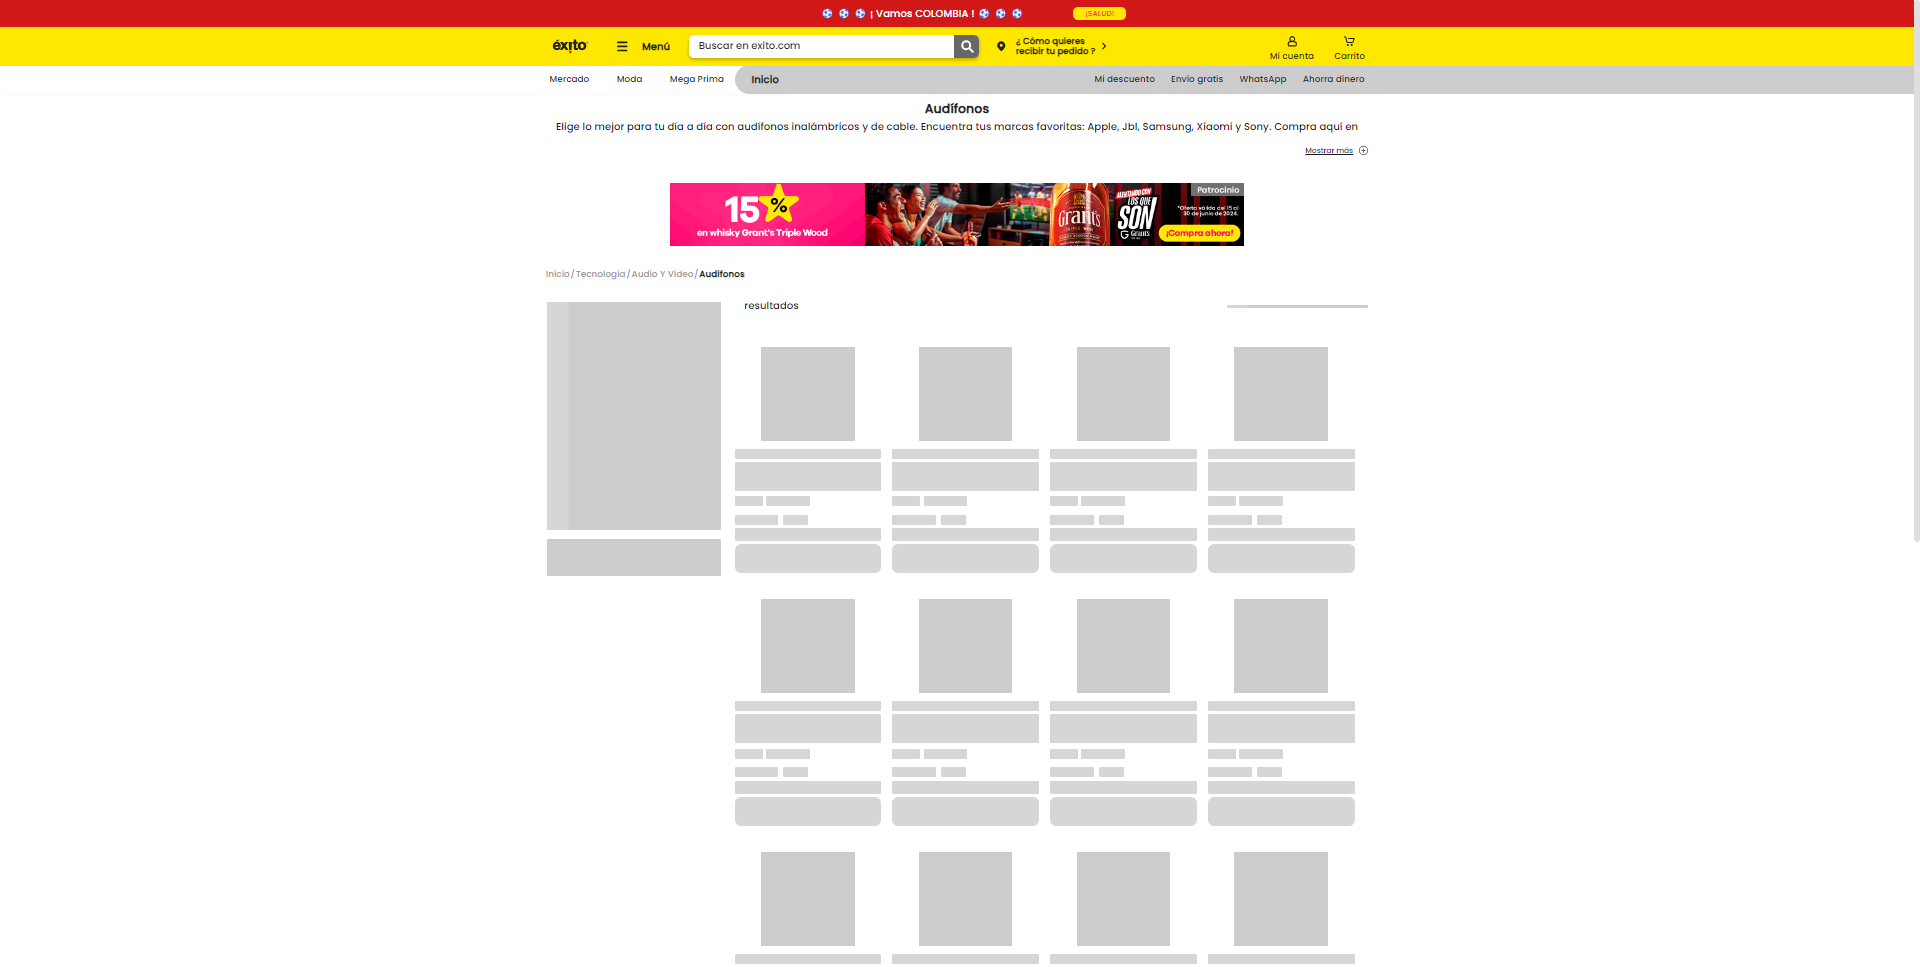 ¡ Vamos COLOMBIA !
¡SALUD!
éxito
Menú
Buscar en exito.com
¿ Cómo quieres
recibir tu pedido ?
Mi cuenta
Carrito
Mercado
Moda
Mega Prima
Inicio
Mi descuento
Envío gratis
WhatsApp
Ahorra dinero
Audífonos
Elige lo mejor para tu día a día con audífonos inalámbricos y de cable. Encuentra tus marcas favoritas: Apple, Jbl, Samsung, Xiaomi y Sony. Compra aquí en
Mostrar más
15%
en whisky Grant's Triple Wood
Grant's
TRIPLE WOOD
ALENTANDO CON
LOS QUE
SON
Grant's
Patrocinio
*Oferta válida del 15 al
30 de junio de 2024.
¡Compra ahora!
Inicio/Tecnología/Audio Y Video/Audífonos
resultados